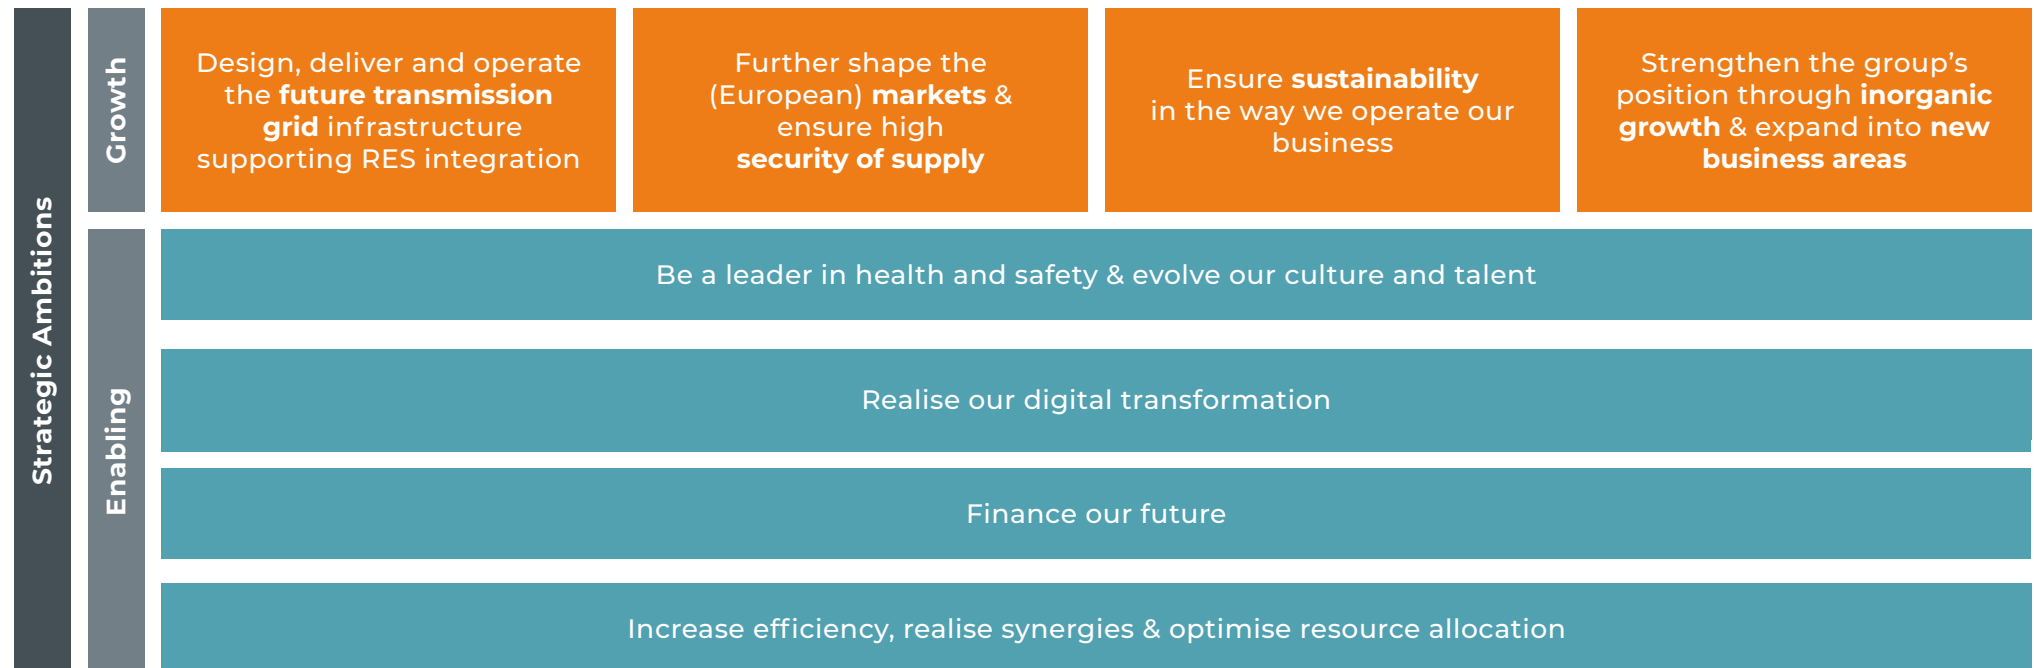 Strategic Ambitions
Growth
Design, deliver and operate
the future transmission
grid infrastructure
supporting RES integration
Further shape the
(European) markets &
ensure high
security of supply
Ensure sustainability
in the way we operate our
business
Strengthen the group’s
position through inorganic
growth & expand into new
business areas
Enabling
Be a leader in health and safety & evolve our culture and talent
Realise our digital transformation
Finance our future
Increase efficiency, realise synergies & optimise resource allocation